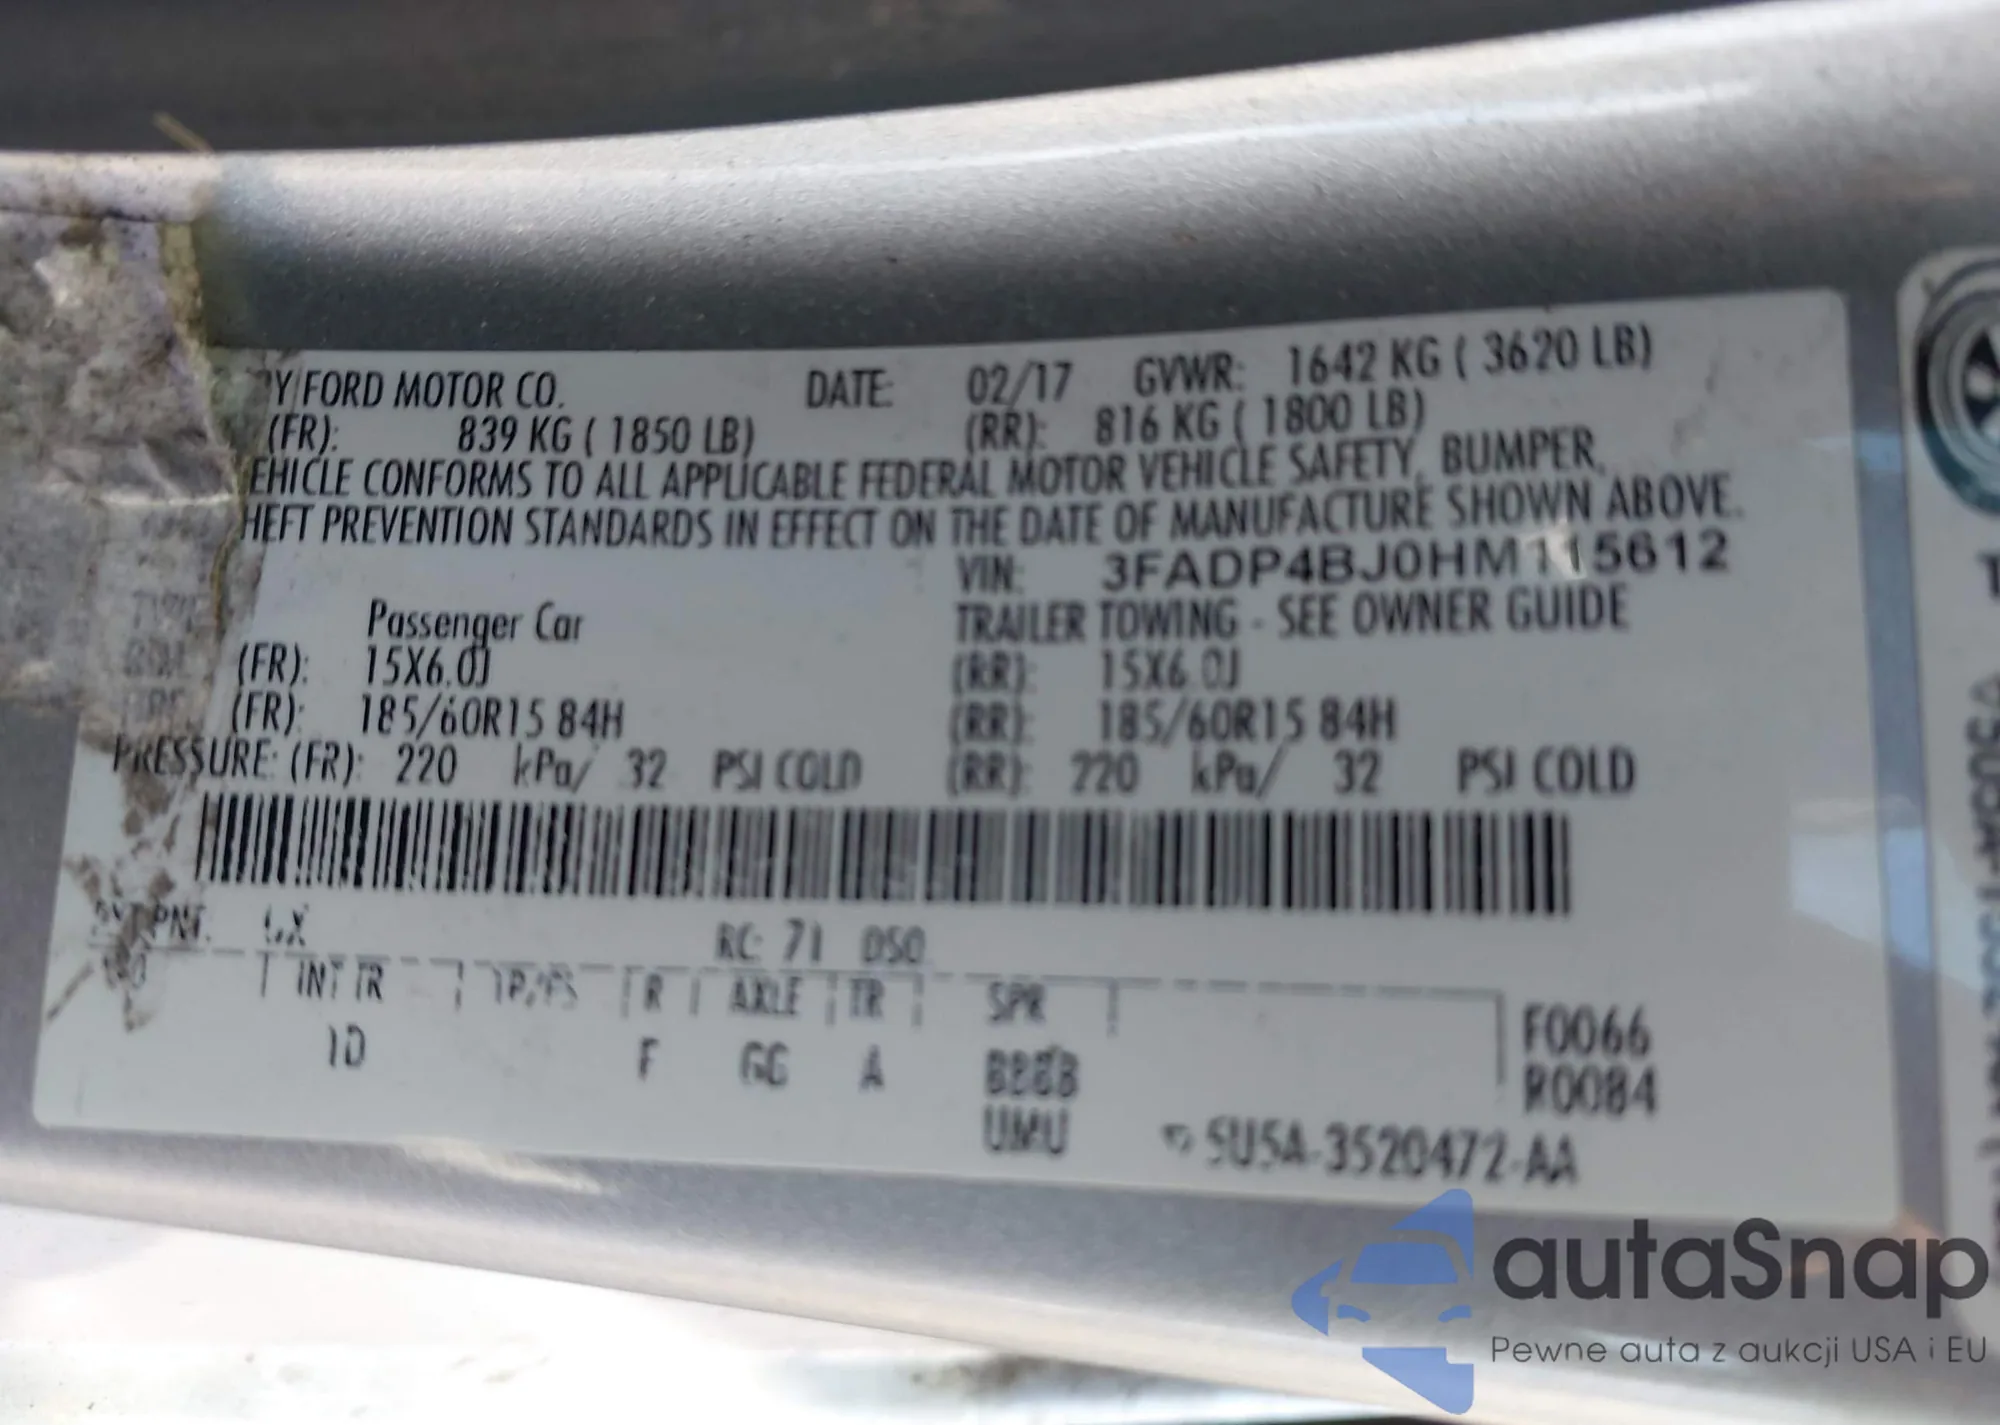 Y FORD MOTOR CO. DATE: 02/17 GVWR: 1642 KG ( 3620 LB)
(FR): 839 KG ( 1850 LB) (RR): 816 KG ( 1800 LB)
EHICLE CONFORMS TO ALL APPLICABLE FEDERAL MOTOR VEHICLE SAFETY, BUMPER,
HEFT PREVENTION STANDARDS IN EFFECT ON THE DATE OF MANUFACTURE SHOWN ABOVE.
VIN: 3FADP4BJ0HM115612
Passenger Car TRAILER TOWING - SEE OWNER GUIDE
(FR): 15X6.0J (RR): 15X6.0J
(FR): 185/60R15 84H (RR): 185/60R15 84H
PRESSURE: (FR): 220 kPa/ 32 PSI COLD (RR): 220 kPa/ 32 PSI COLD
PNT: RC: 71 DSO:
INT TR R AXLE TR SPR F0066
1D F GG A R0084
UMU 5U5A-3520472-AA
autaSnap
Pewne auta z aukcji USA i EU